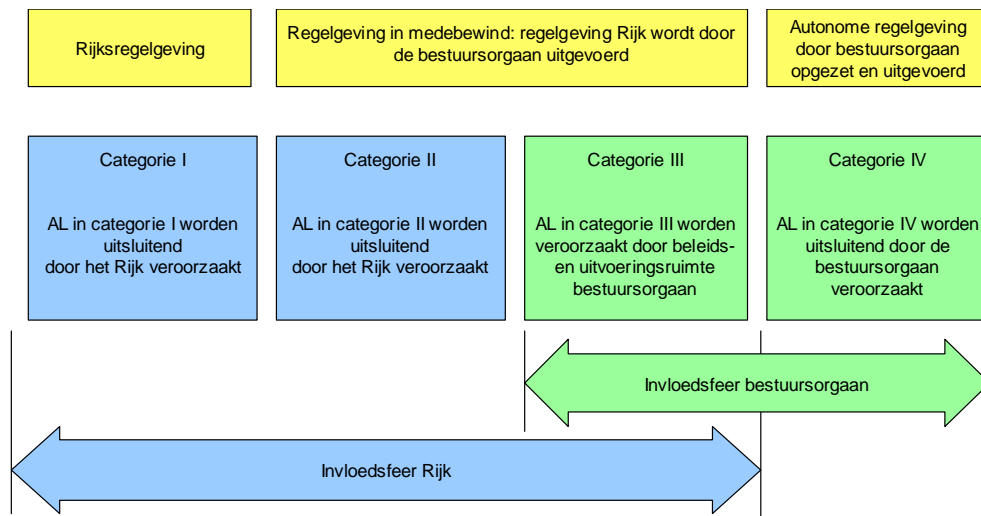 Rijksregelgeving
Regelgeving in medebewind: regelgeving Rijk wordt door
de bestuursorgaan uitgevoerd
Autonome regelgeving
door bestuursorgaan
opgezet en uitgevoerd
Categorie I
AL in categorie I worden
uitsluitend
door het Rijk veroorzaakt
Categorie II
AL in categorie II worden
uitsluitend
door het Rijk veroorzaakt
Categorie III
AL in categorie III worden
veroorzaakt door beleids-
en uitvoeringsruimte
bestuursorgaan
Categorie IV
AL in categorie IV worden
uitsluitend door de
bestuursorgaan
veroorzaakt
Invloedsfeer bestuursorgaan
Invloedsfeer Rijk